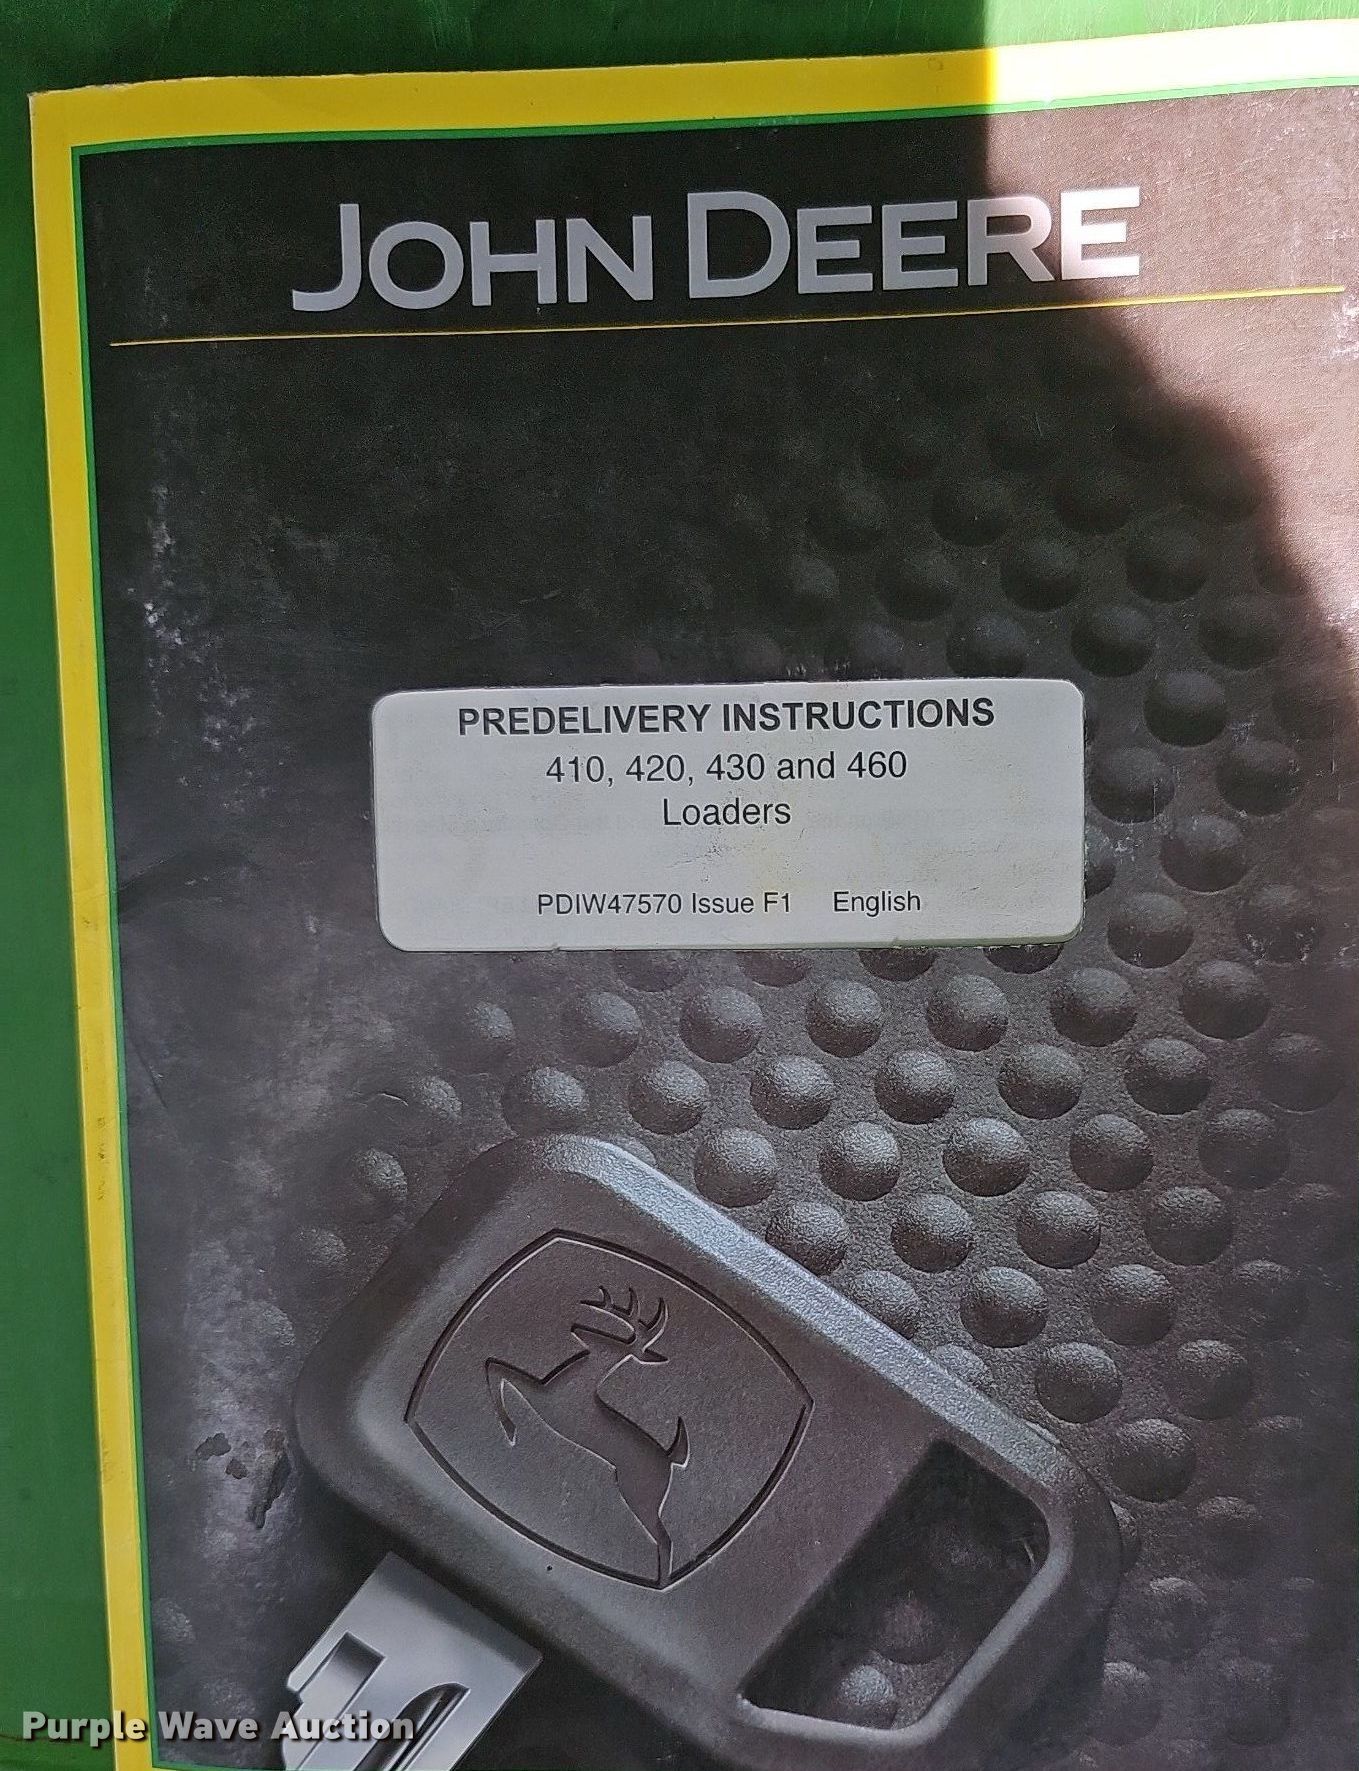 JOHN DEERE
PREDELIVERY INSTRUCTIONS
410, 420, 430 and 460
Loaders
PDIW47570 Issue F1 English
Purple Wave Auction